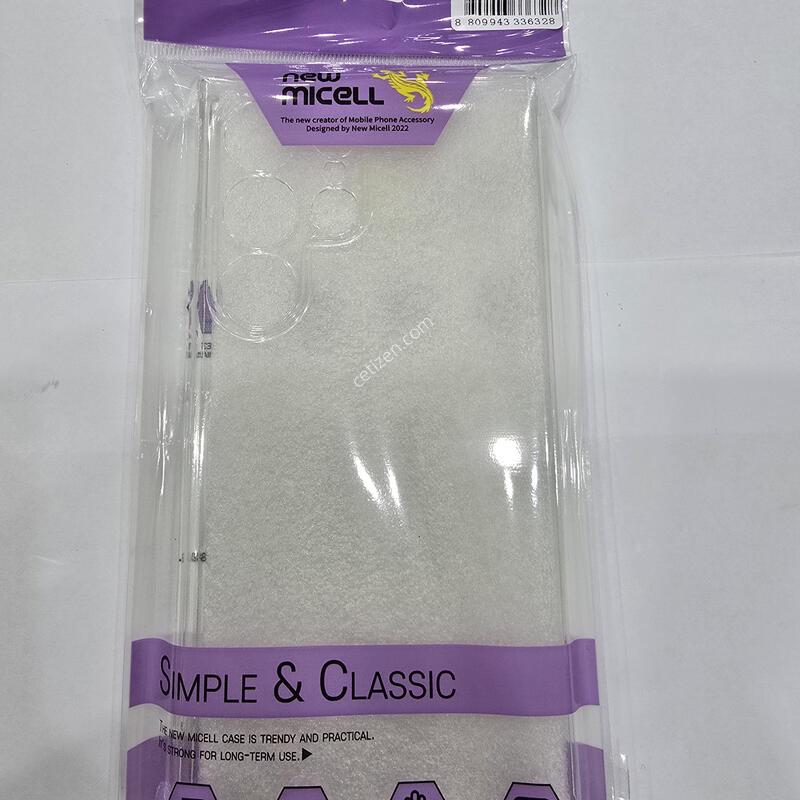 8 809943 336328
new
MICELL
The new creator of Mobile Phone Accessory
Designed by New Micell 2022
cetizen.com
SIMPLE & CLASSIC
THE NEW MICELL CASE IS TRENDY AND PRACTICAL.
It's STRONG FOR LONG-TERM USE.▶